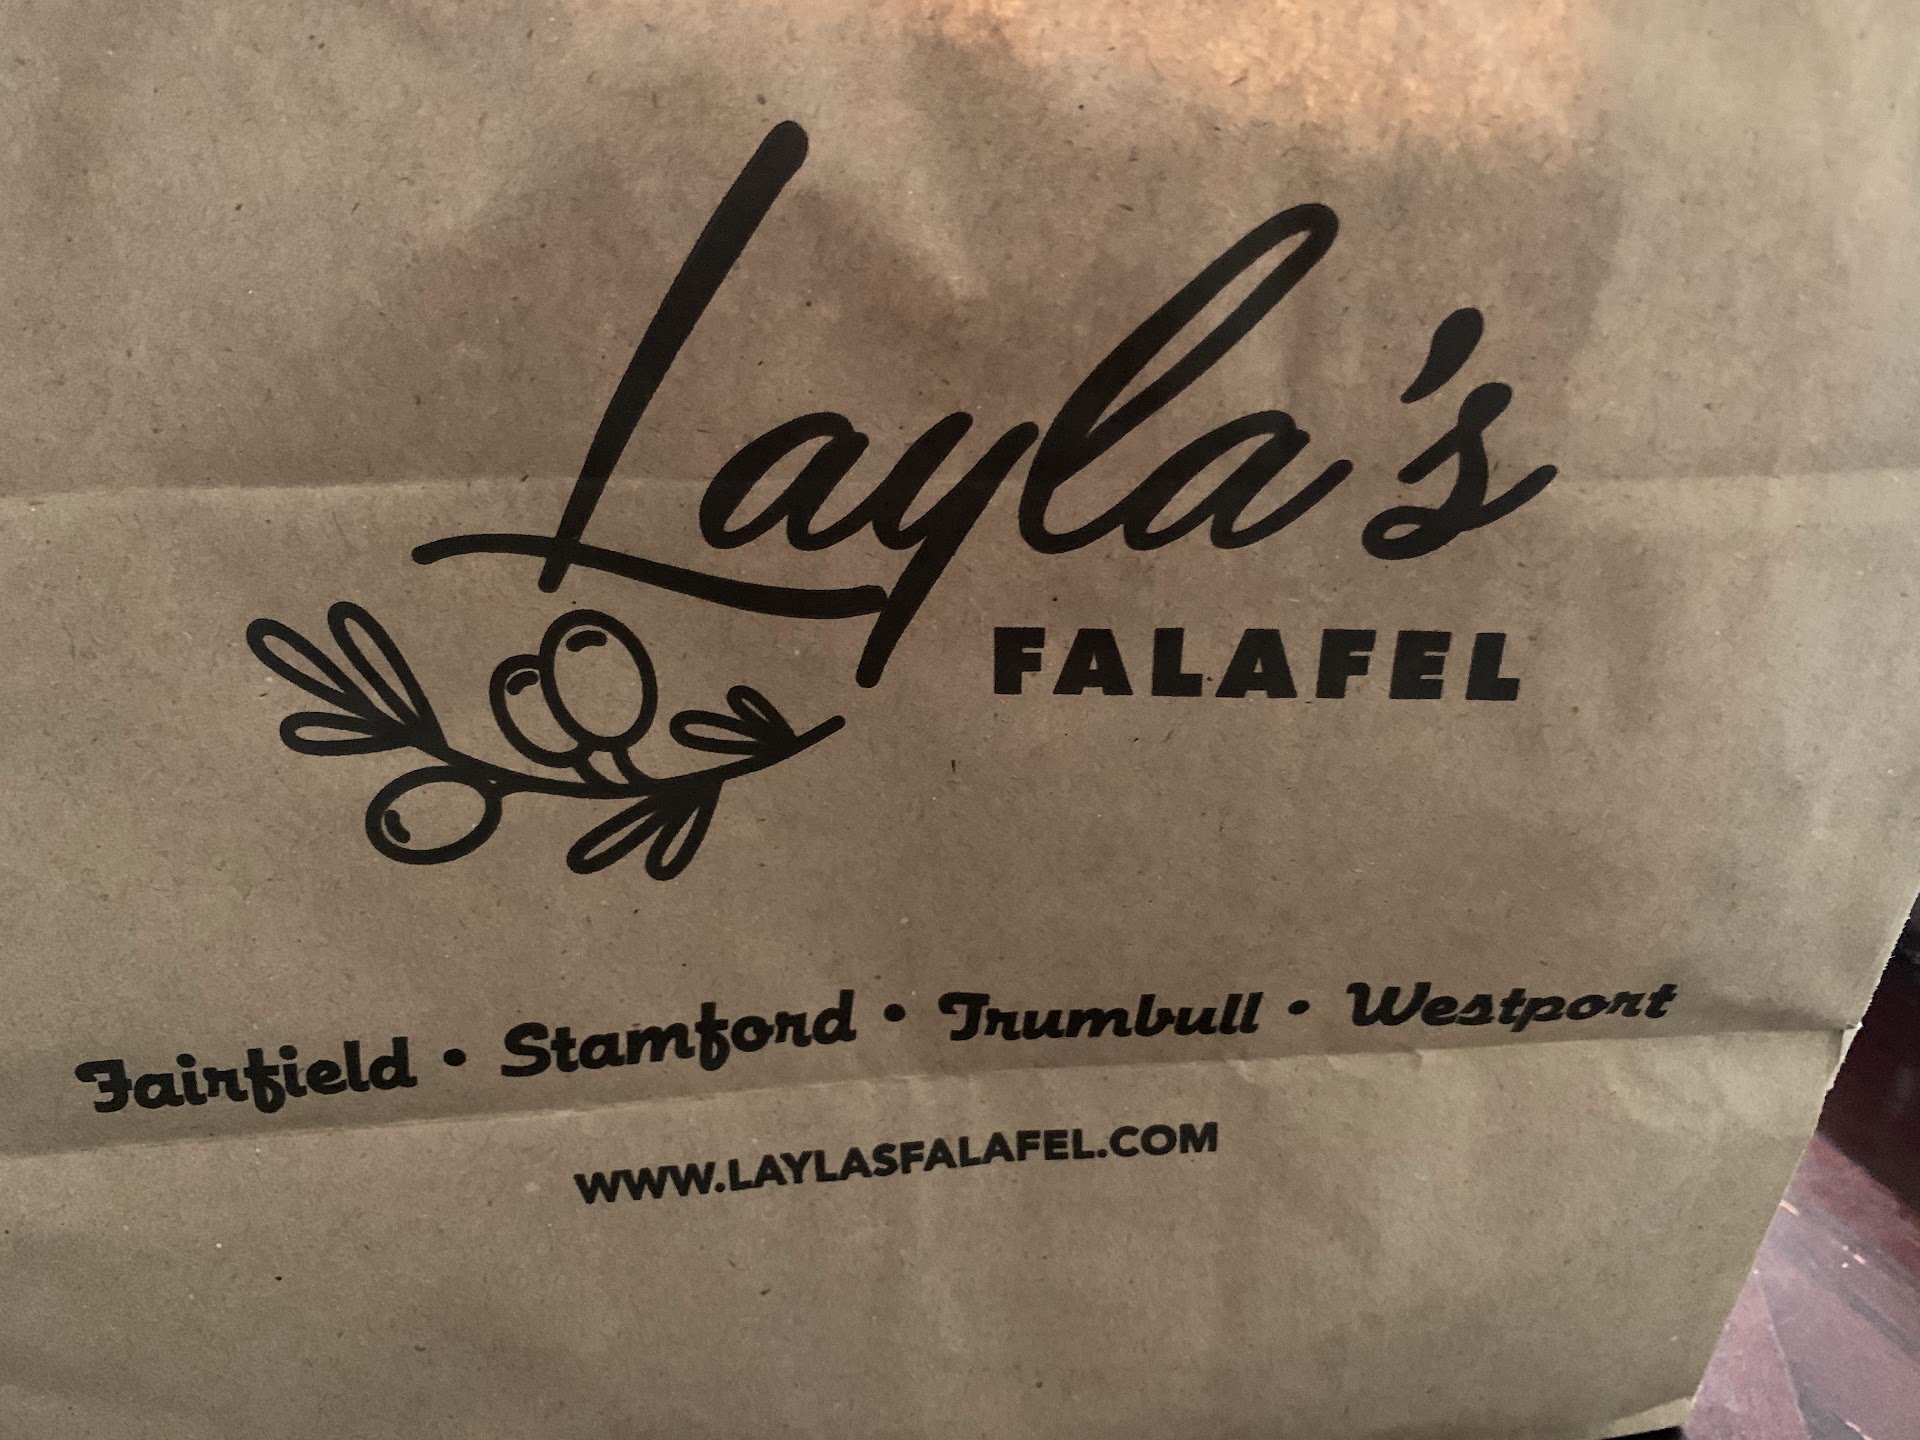 Layla's
FALAFEL
Fairfield • Stamford • Trumbull • Westport
WWW.LAYLASFALAFEL.COM